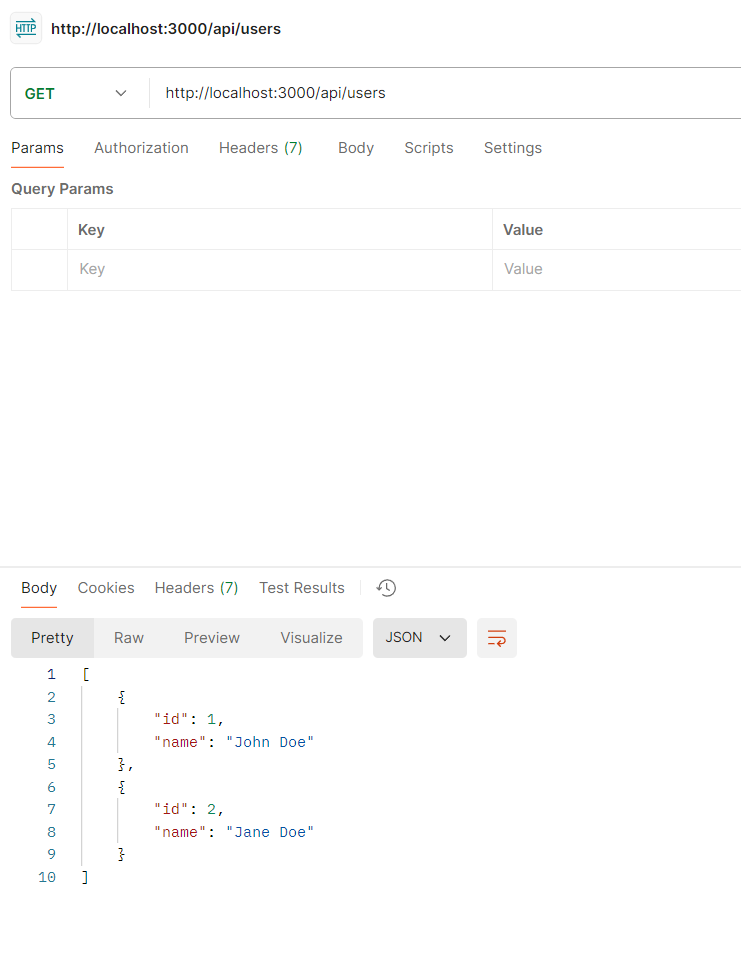 HTTP http://localhost:3000/api/users
GET http://localhost:3000/api/users
Params Authorization Headers (7) Body Scripts Settings
Query Params
Key Value
Key Value
Body Cookies Headers (7) Test Results
Pretty Raw Preview Visualize JSON
1 [
2 {
3 "id": 1,
4 "name": "John Doe"
5 },
6 {
7 "id": 2,
8 "name": "Jane Doe"
9 }
10 ]